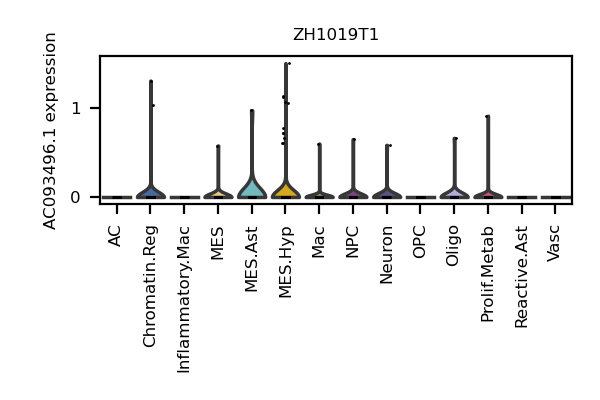 ZH1019T1
AC093496.1 expression
1
0
AC
Chromatin.Reg
Inflammatory.Mac
MES
MES.Ast
MES.Hyp
Mac
NPC
Neuron
OPC
Oligo
Prolif.Metab
Reactive.Ast
Vasc